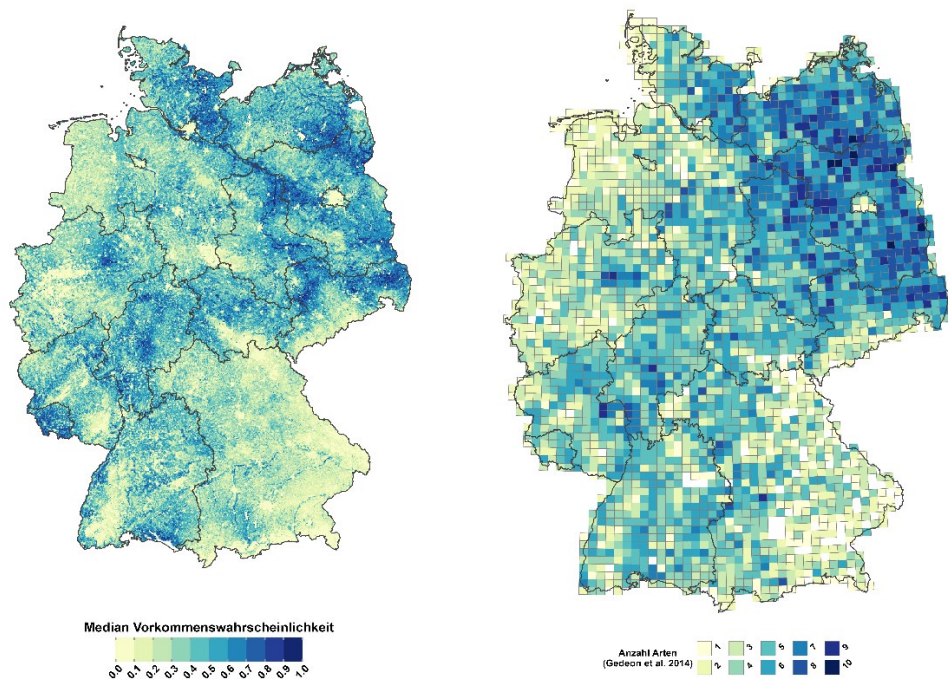 Median Vorkommenswahrscheinlichkeit
0.0 0.1 0.2 0.3 0.4 0.5 0.6 0.7 0.8 0.9 1.0
Anzahl Arten
(Gedeon et al. 2014)
1 3 5 7 9
2 4 6 8 10